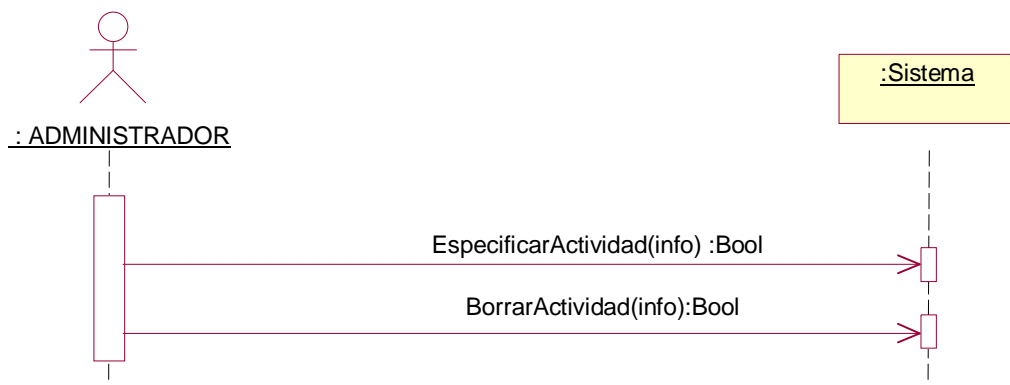 :Sistema
: ADMINISTRADOR
EspecificarActividad(info) :Bool
BorrarActividad(info):Bool